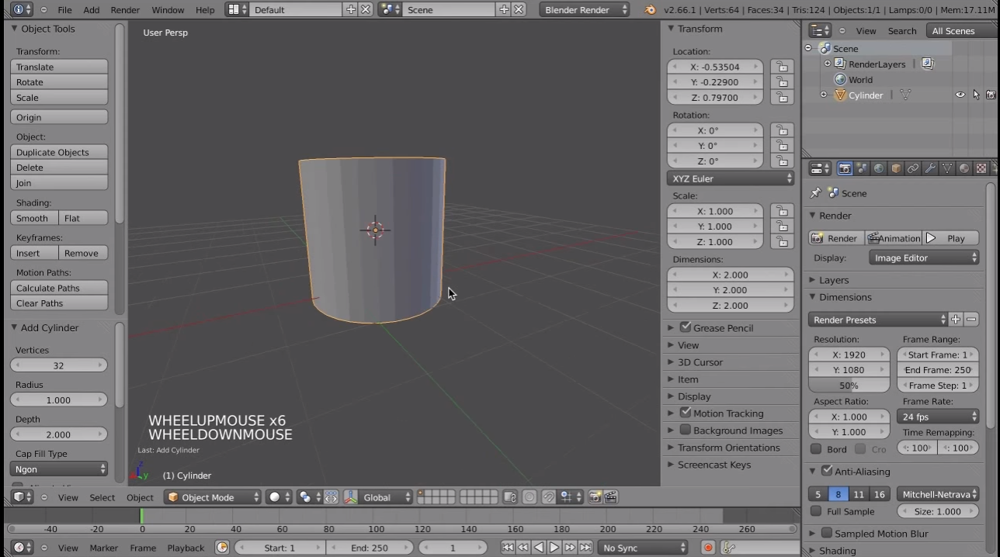 File Add Render Window Help Default Scene Blender Render v2.66.1 | Verts:64 | Faces:34 | Tris:124 | Objects:1/1 | Lamps:0/0 | Mem:17.11M
Object Tools
Transform:
Translate
Rotate
Scale
Origin
Object:
Duplicate Objects
Delete
Join
Shading:
Smooth Flat
Keyframes:
Insert Remove
Motion Paths:
Calculate Paths
Clear Paths
Add Cylinder
Vertices
32
Radius
1.000
Depth
2.000
Cap Fill Type
Ngon
User Persp
WHEELUPMOUSE x6
WHEELDOWNMOUSE
Last: Add Cylinder
z
y
(1) Cylinder
Transform
Location:
X: -0.53504
Y: -0.22900
Z: 0.79700
Rotation:
X: 0°
Y: 0°
Z: 0°
XYZ Euler
Scale:
X: 1.000
Y: 1.000
Z: 1.000
Dimensions:
X: 2.000
Y: 2.000
Z: 2.000
Grease Pencil
View
3D Cursor
Item
Display
Motion Tracking
Background Images
Transform Orientations
Screencast Keys
View Search All Scenes
Scene
RenderLayers |
World
Cylinder |
Scene
Render
Render Animation Play
Display: Image Editor
Layers
Dimensions
Render Presets
Resolution: Frame Range:
X: 1920 Start Frame: 1
Y: 1080 End Frame: 250
50% Frame Step: 1
Aspect Ratio: Frame Rate:
X: 1.000 24 fps
Y: 1.000 Time Remapping:
Bord Cro : 100 : 100
Anti-Aliasing
5 8 11 16 Mitchell-Netrava
Full Sample Size: 1.000
Sampled Motion Blur
Shading
View Select Object Object Mode Global
-40 -20 0 20 40 60 80 100 120 140 160 180 200 220 240 260
View Marker Frame Playback Start: 1 End: 250 1 No Sync